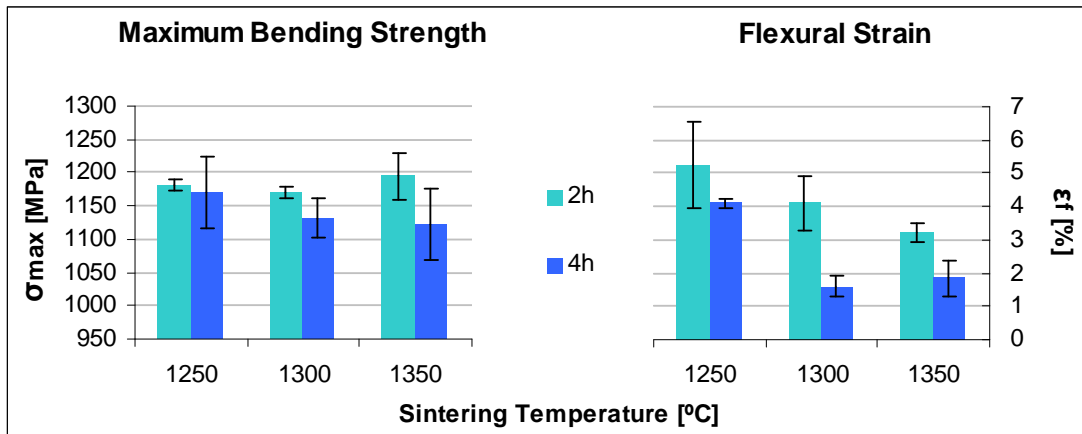 Maximum Bending Strength
Flexural Strain
σmax [MPa]
1300
1250
1200
1150
1100
1050
1000
950
1250 1300 1350
2h
4h
7
6
5
4
3
2
1
0
εf [%]
1250 1300 1350
Sintering Temperature [ºC]